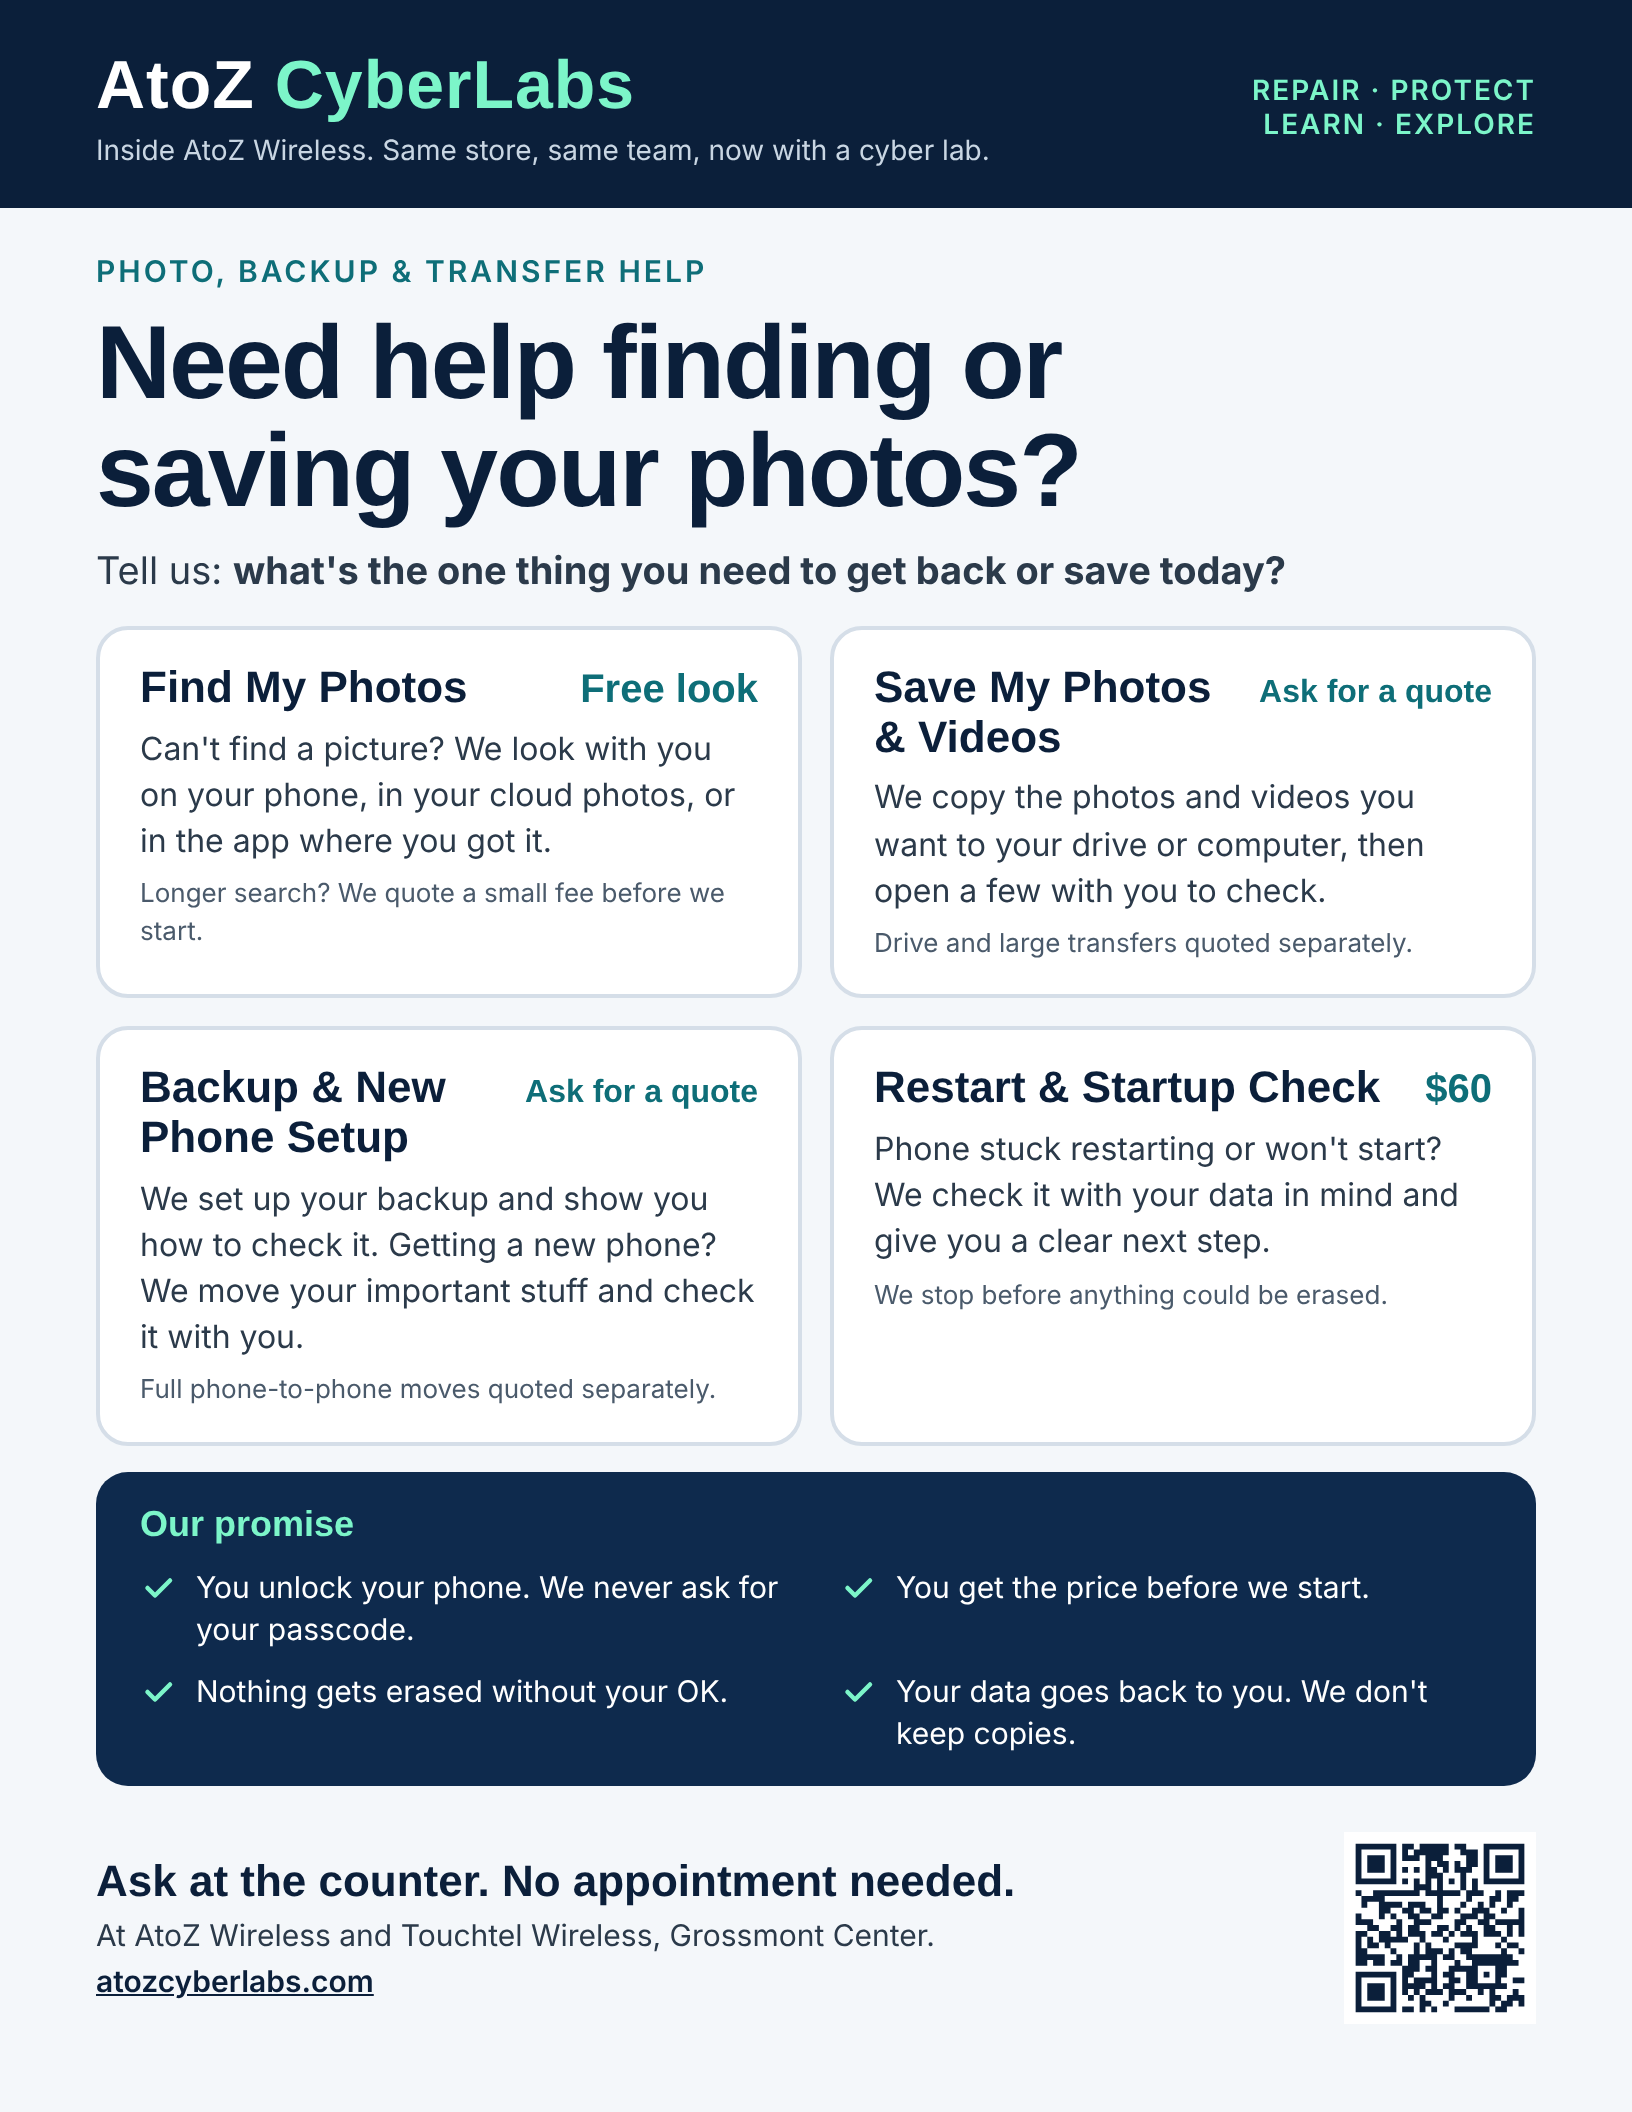 AtoZ CyberLabs
Inside AtoZ Wireless. Same store, same team, now with a cyber lab.
REPAIR · PROTECT
LEARN · EXPLORE
PHOTO, BACKUP & TRANSFER HELP
Need help finding or
saving your photos?
Tell us: what's the one thing you need to get back or save today?
Find My Photos
Free look
Can't find a picture? We look with you
on your phone, in your cloud photos, or
in the app where you got it.
Longer search? We quote a small fee before we
start.
Save My Photos
& Videos
Ask for a quote
We copy the photos and videos you
want to your drive or computer, then
open a few with you to check.
Drive and large transfers quoted separately.
Backup & New
Phone Setup
Ask for a quote
We set up your backup and show you
how to check it. Getting a new phone?
We move your important stuff and check
it with you.
Full phone-to-phone moves quoted separately.
Restart & Startup Check
$60
Phone stuck restarting or won't start?
We check it with your data in mind and
give you a clear next step.
We stop before anything could be erased.
Our promise
You unlock your phone. We never ask for
your passcode.
You get the price before we start.
Nothing gets erased without your OK.
Your data goes back to you. We don't
keep copies.
Ask at the counter. No appointment needed.
At AtoZ Wireless and Touchtel Wireless, Grossmont Center.
atozcyberlabs.com